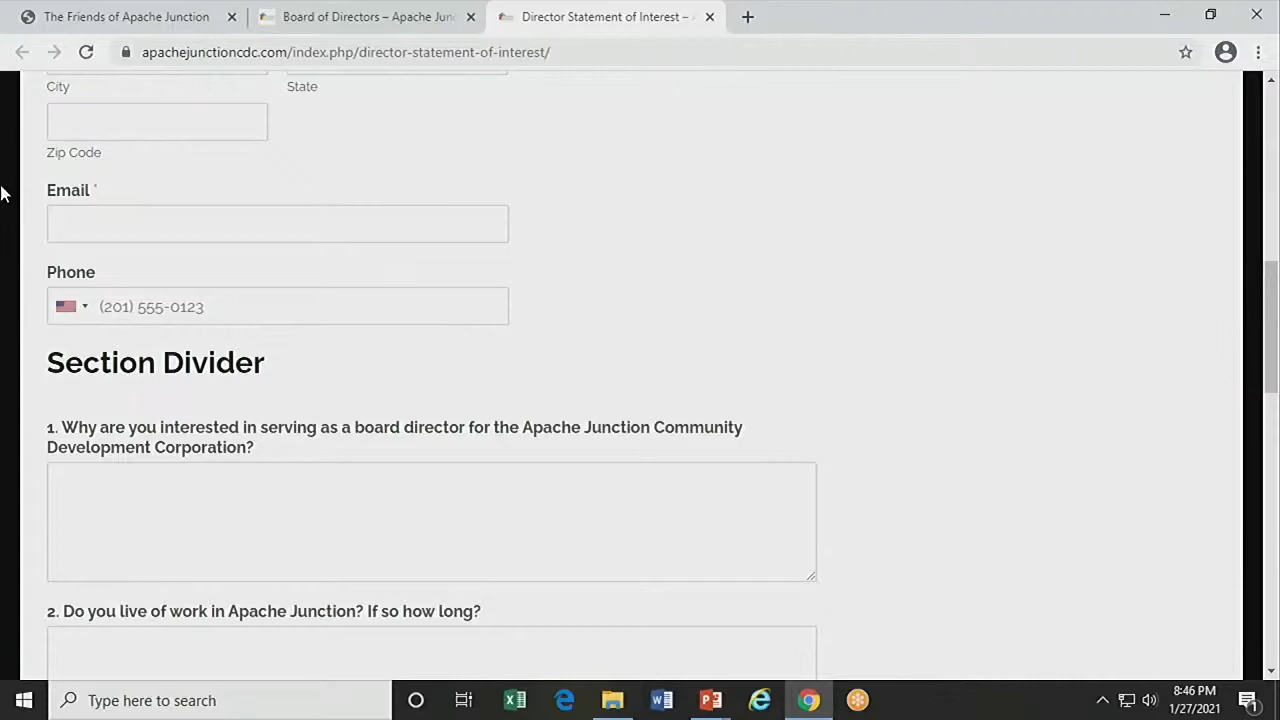 The Friends of Apache Junction
Board of Directors – Apache Junc
Director Statement of Interest –
apachejunctioncdc.com/index.php/director-statement-of-interest/
City
State
Zip Code
Email *
Phone
(201) 555-0123
Section Divider
1. Why are you interested in serving as a board director for the Apache Junction Community
Development Corporation?
2. Do you live of work in Apache Junction? If so how long?
Type here to search
8:46 PM
1/27/2021
1